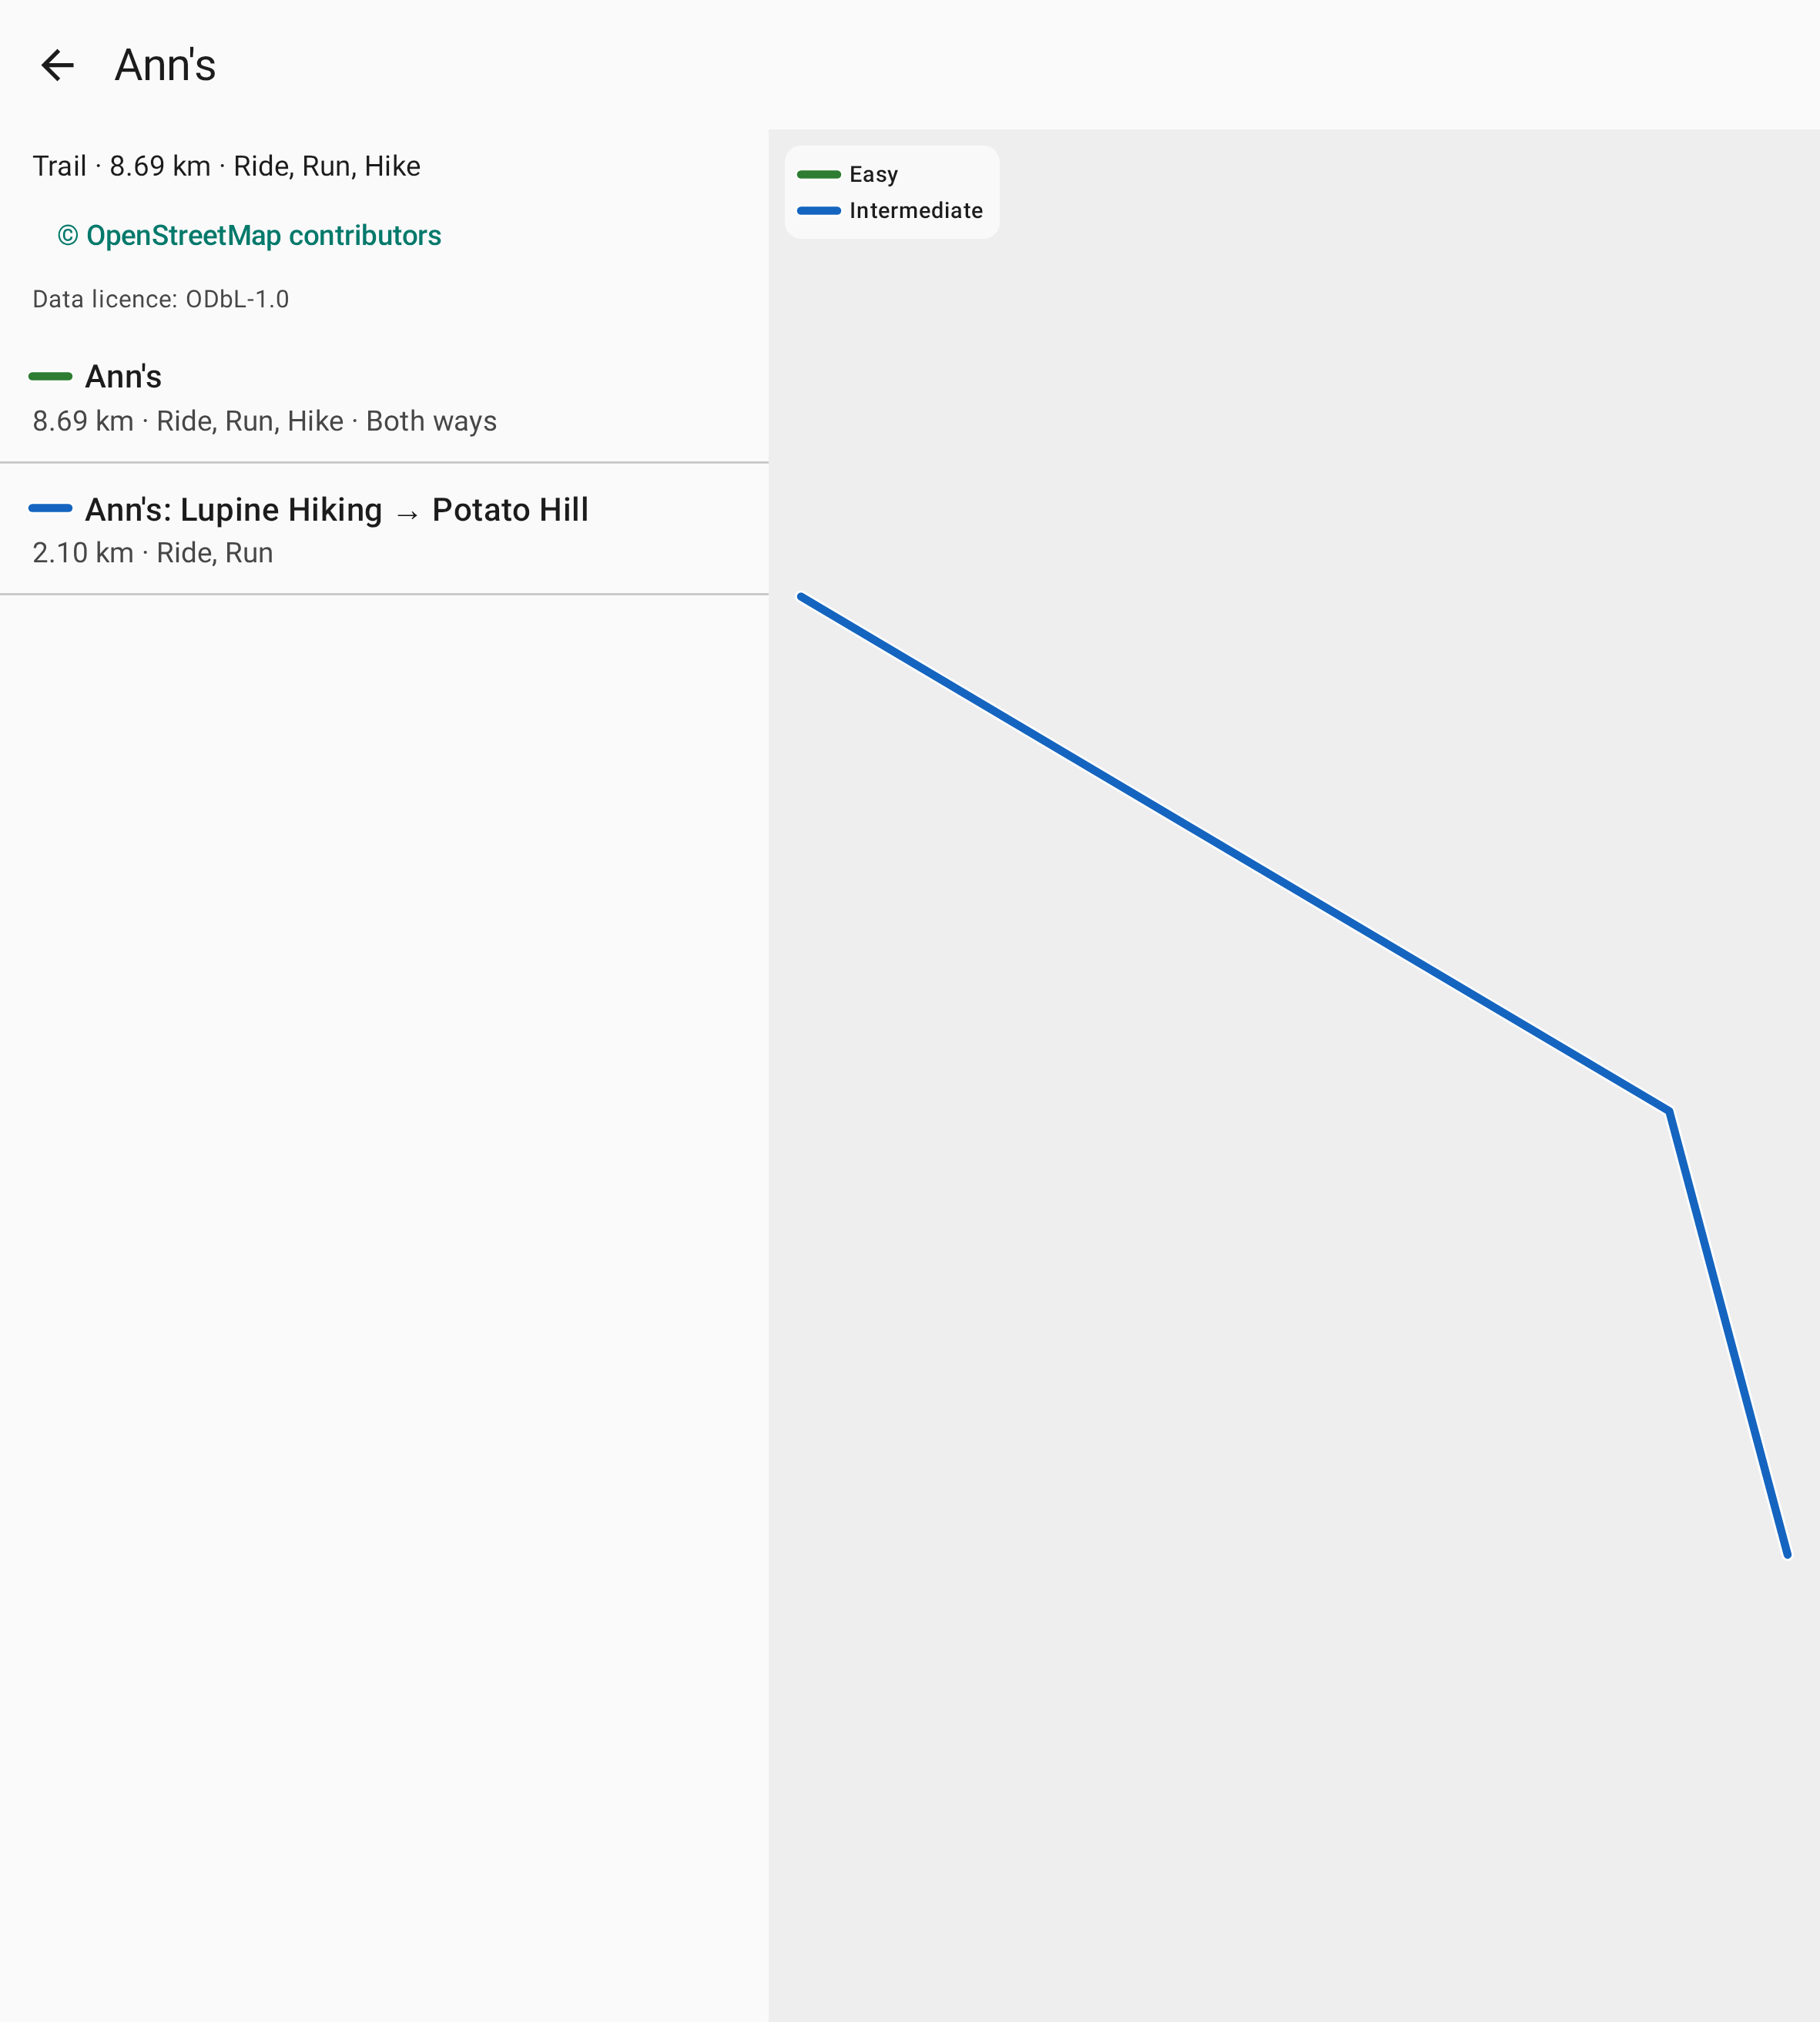 Ann's
Trail · 8.69 km · Ride, Run, Hike
© OpenStreetMap contributors
Data licence: ODbL-1.0
Ann's
8.69 km · Ride, Run, Hike · Both ways
Ann's: Lupine Hiking → Potato Hill
2.10 km · Ride, Run
Easy
Intermediate